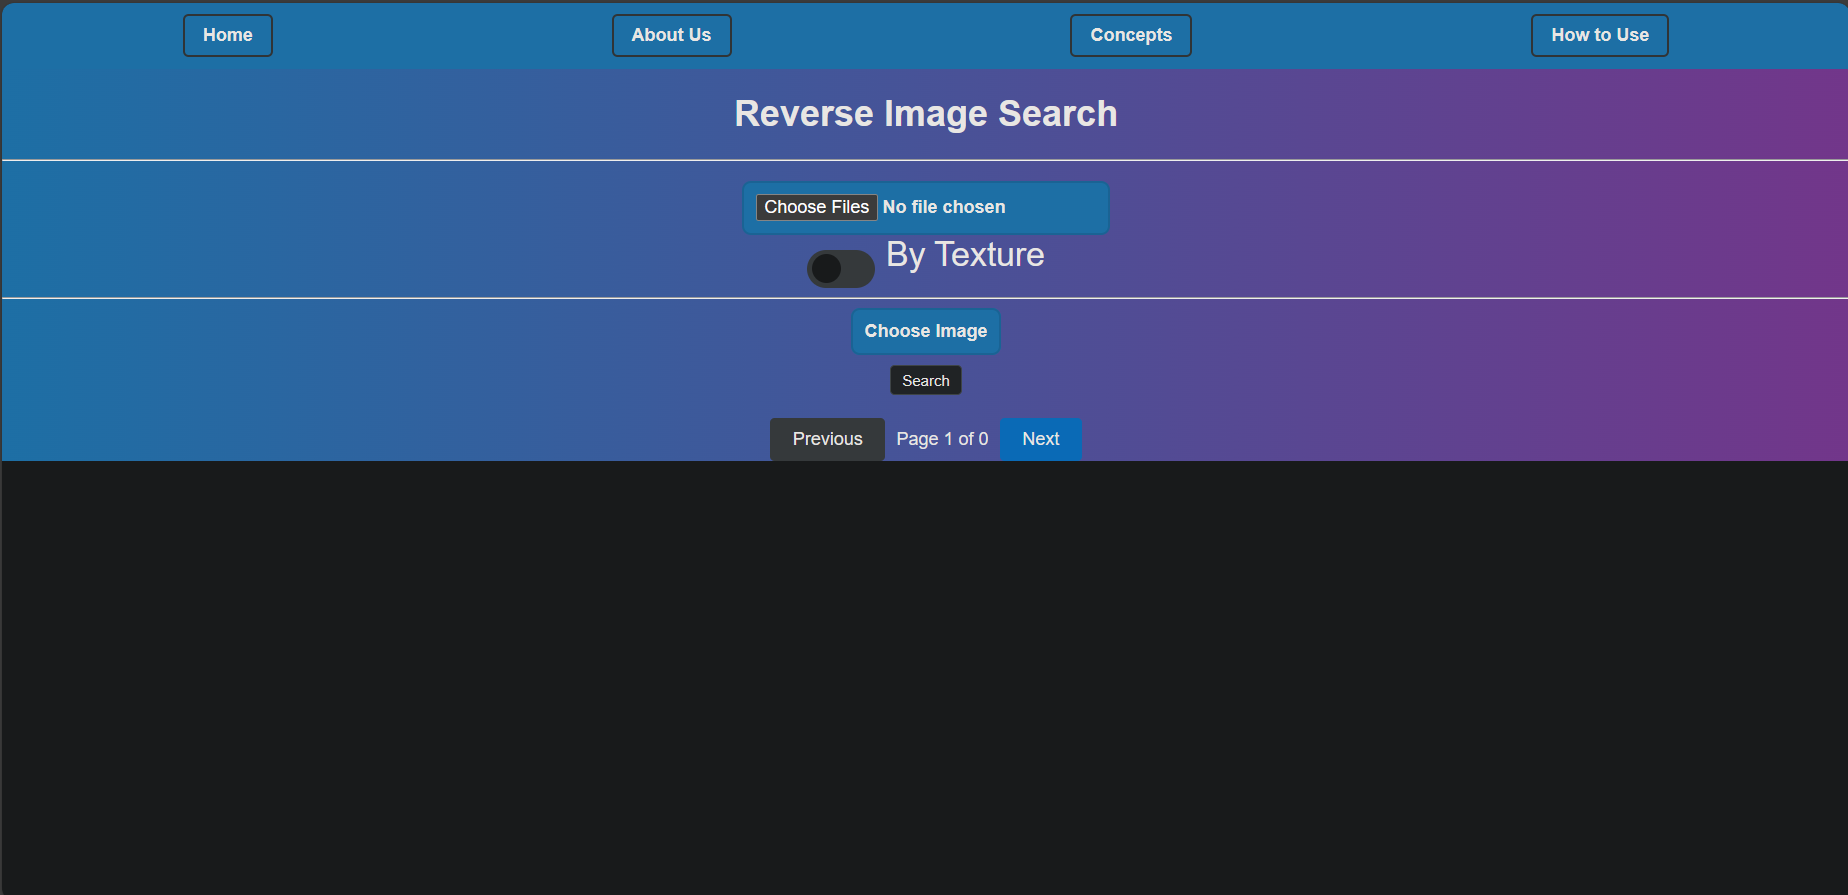 Home About Us Concepts How to Use
Reverse Image Search
Choose Files No file chosen
By Texture
Choose Image
Search
Previous Page 1 of 0 Next